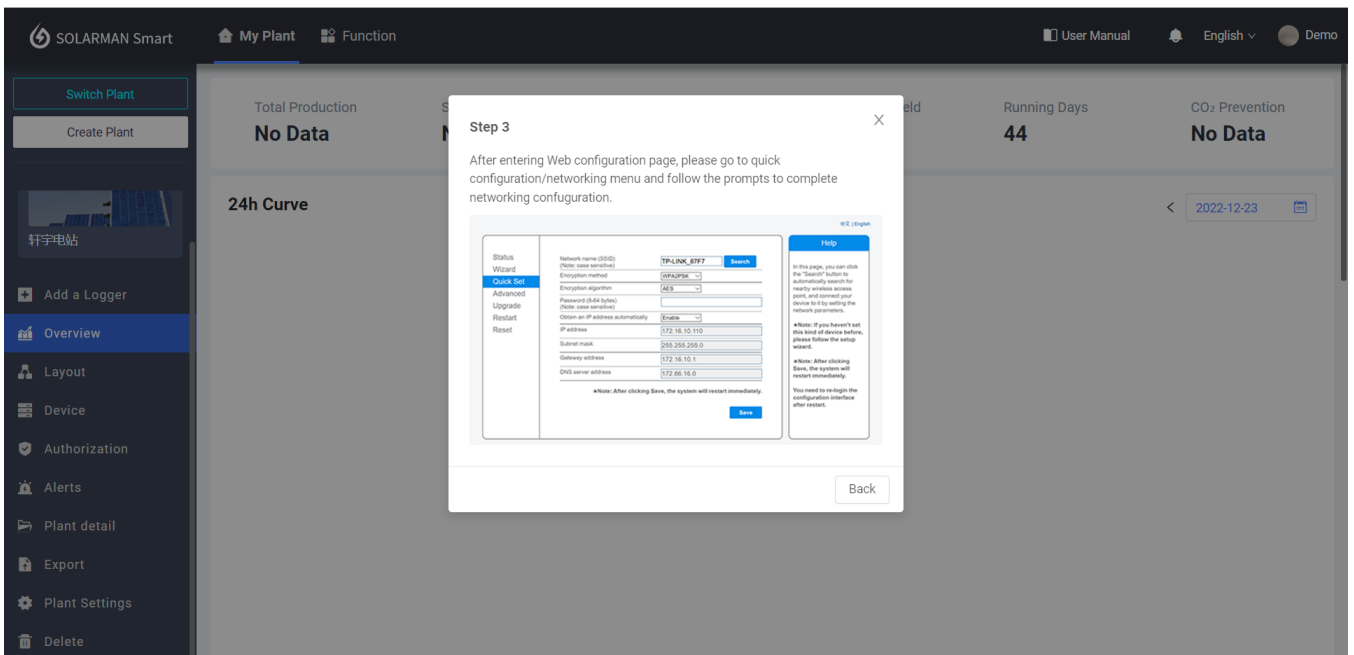 SOLARMAN Smart
My Plant
Function
User Manual
English
Demo
Switch Plant
Create Plant
轩宇电站
Add a Logger
Overview
Layout
Device
Authorization
Alerts
Plant detail
Export
Plant Settings
Delete
Total Production
No Data
eld
Running Days
44
CO₂ Prevention
No Data
24h Curve
2022-12-23
Step 3
After entering Web configuration page, please go to quick
configuration/networking menu and follow the prompts to complete
networking confuguration.
中文 | English
Status
Wizard
Quick Set
Advanced
Upgrade
Restart
Reset
Network name (SSID)
(Note: case sensitive)
TP-LINK_87F7
Search
Encryption method
WPA2PSK
Encryption algorithm
AES
Password (8-64 bytes)
(Note: case sensitive)
Obtain an IP address automatically
Enable
IP address
172.16.10.110
Subnet mask
255.255.255.0
Gateway address
172.16.10.1
DNS server address
172.86.16.0
★Note: After clicking Save, the system will restart immediately.
Save
Help
In this page, you can click
the "Search" button to
automatically search for
nearby wireless access
point, and connect your
device to it by setting the
network parameters.
★Note: If you haven't set
this kind of device before,
please follow the setup
wizard.
★Note: After clicking
Save, the system will
restart immediately.
You need to re-login the
configuration interface
after restart.
Back